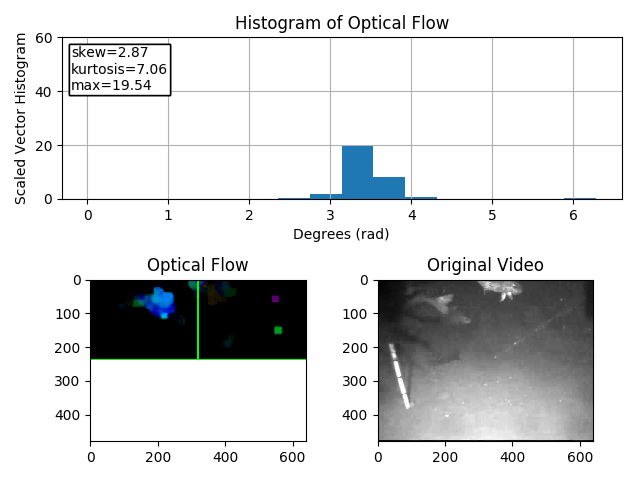 Histogram of Optical Flow
skew=2.87
kurtosis=7.06
max=19.54
Scaled Vector Histogram
60
40
20
0
0 1 2 3 4 5 6
Degrees (rad)
Optical Flow
0
100
200
300
400
0 200 400 600
Original Video
0
100
200
300
400
0 200 400 600